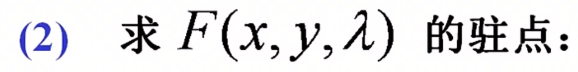 (2) 求 F(x, y, λ) 的驻点: